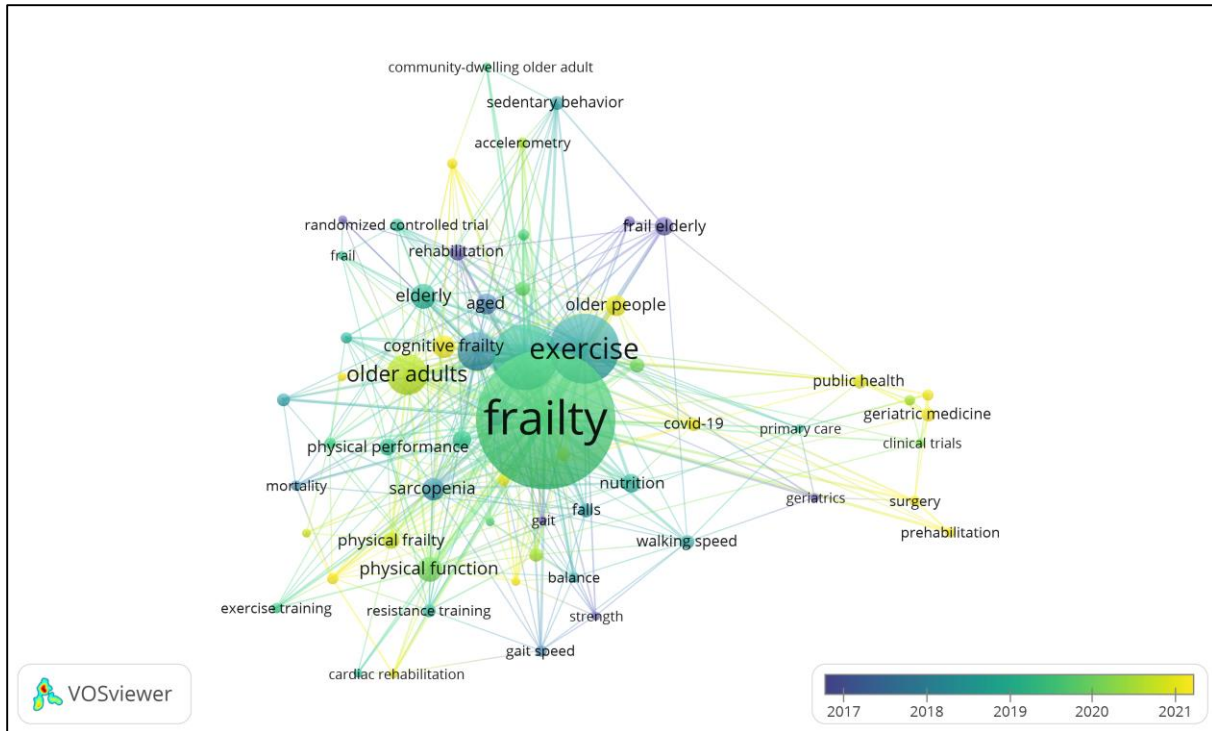 community-dwelling older adult
sedentary behavior
accelerometry
randomized controlled trial
frail elderly
rehabilitation
frail
elderly
aged
older people
cognitive frailty
exercise
older adults
public health
frailty
geriatric medicine
covid-19
primary care
clinical trials
physical performance
mortality
sarcopenia
nutrition
geriatrics
surgery
falls
gait
prehabilitation
physical frailty
walking speed
physical function
balance
exercise training
resistance training
strength
gait speed
cardiac rehabilitation
VOSviewer
2017 2018 2019 2020 2021